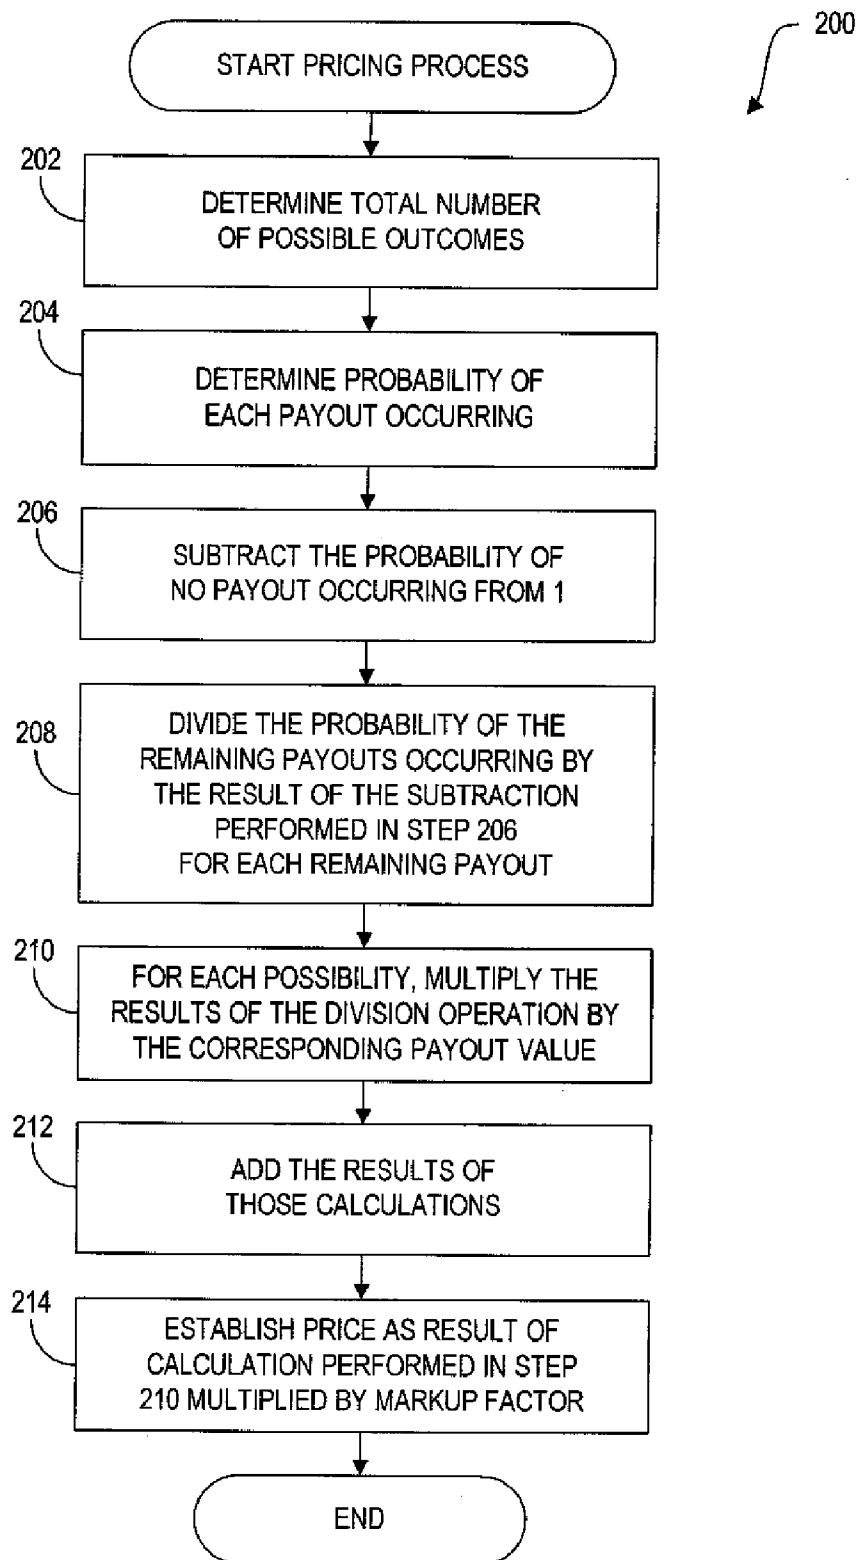 200
START PRICING PROCESS
202
DETERMINE TOTAL NUMBER
OF POSSIBLE OUTCOMES
204
DETERMINE PROBABILITY OF
EACH PAYOUT OCCURRING
206
SUBTRACT THE PROBABILITY OF
NO PAYOUT OCCURRING FROM 1
208
DIVIDE THE PROBABILITY OF THE
REMAINING PAYOUTS OCCURRING BY
THE RESULT OF THE SUBTRACTION
PERFORMED IN STEP 206
FOR EACH REMAINING PAYOUT
210
FOR EACH POSSIBILITY, MULTIPLY THE
RESULTS OF THE DIVISION OPERATION BY
THE CORRESPONDING PAYOUT VALUE
212
ADD THE RESULTS OF
THOSE CALCULATIONS
214
ESTABLISH PRICE AS RESULT OF
CALCULATION PERFORMED IN STEP
210 MULTIPLIED BY MARKUP FACTOR
END